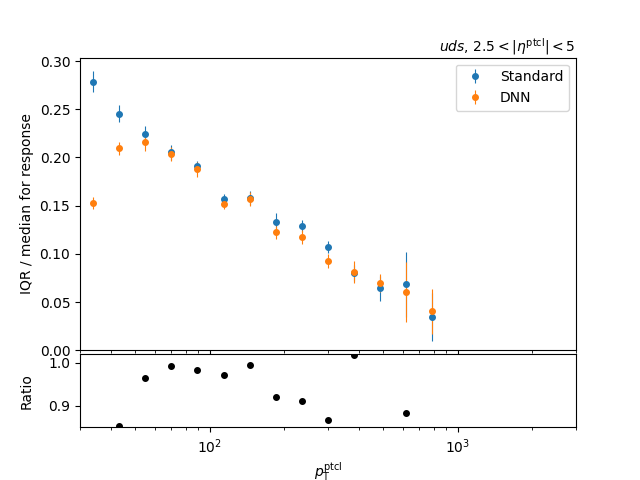 uds, 2.5 < |η^ptcl| < 5
0.30
0.25
0.20
0.15
0.10
0.05
0.00
IQR / median for response
Standard
DNN
1.0
0.9
Ratio
10^2
10^3
p_T^ptcl